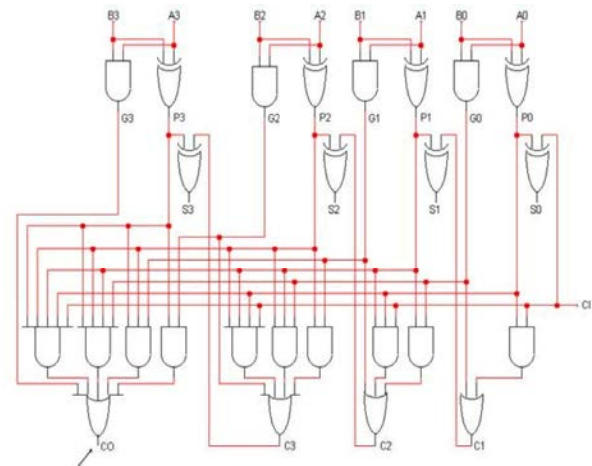 B3 A3 B2 A2 B1 A1 B0 A0
G3 P3 G2 P2 G1 P1 G0 P0
S3 S2 S1 S0
CI
CO C3 C2 C1